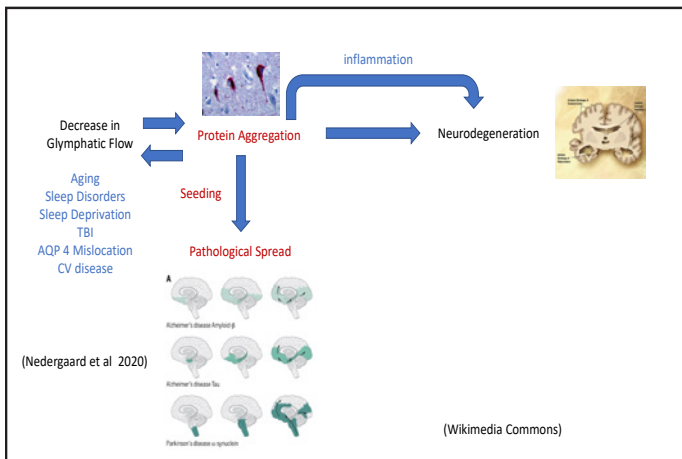 inflammation
Decrease in
Glymphatic Flow
Protein Aggregation
Neurodegeneration
Aging
Sleep Disorders
Sleep Deprivation
TBI
AQP 4 Mislocation
CV disease
Seeding
Pathological Spread
A
Alzheimer's disease Amyloid-β
(Nedergaard et al 2020)
Alzheimer's disease Tau
Parkinson's disease α synuclein
(Wikimedia Commons)